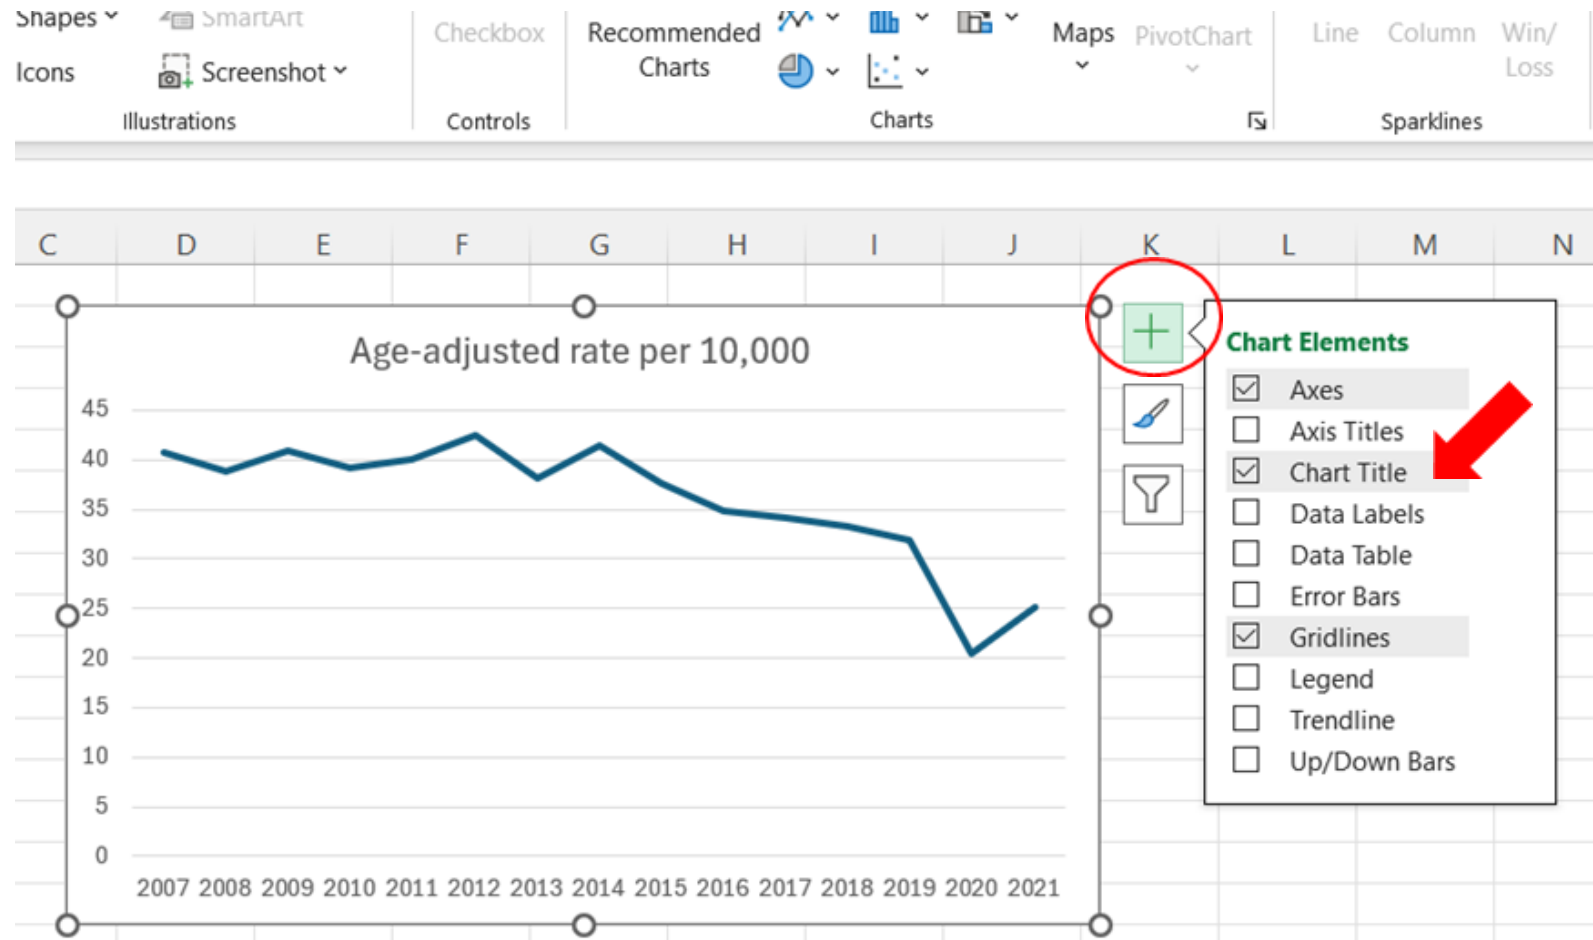 Shapes SmartArt
Icons Screenshot
Illustrations
Checkbox
Controls
Recommended
Charts
Maps PivotChart
Charts
Line Column Win/
Loss
Sparklines
C D E F G H I J K L M N
Age-adjusted rate per 10,000
45
40
35
30
25
20
15
10
5
0
2007 2008 2009 2010 2011 2012 2013 2014 2015 2016 2017 2018 2019 2020 2021
Chart Elements
Axes
Axis Titles
Chart Title
Data Labels
Data Table
Error Bars
Gridlines
Legend
Trendline
Up/Down Bars